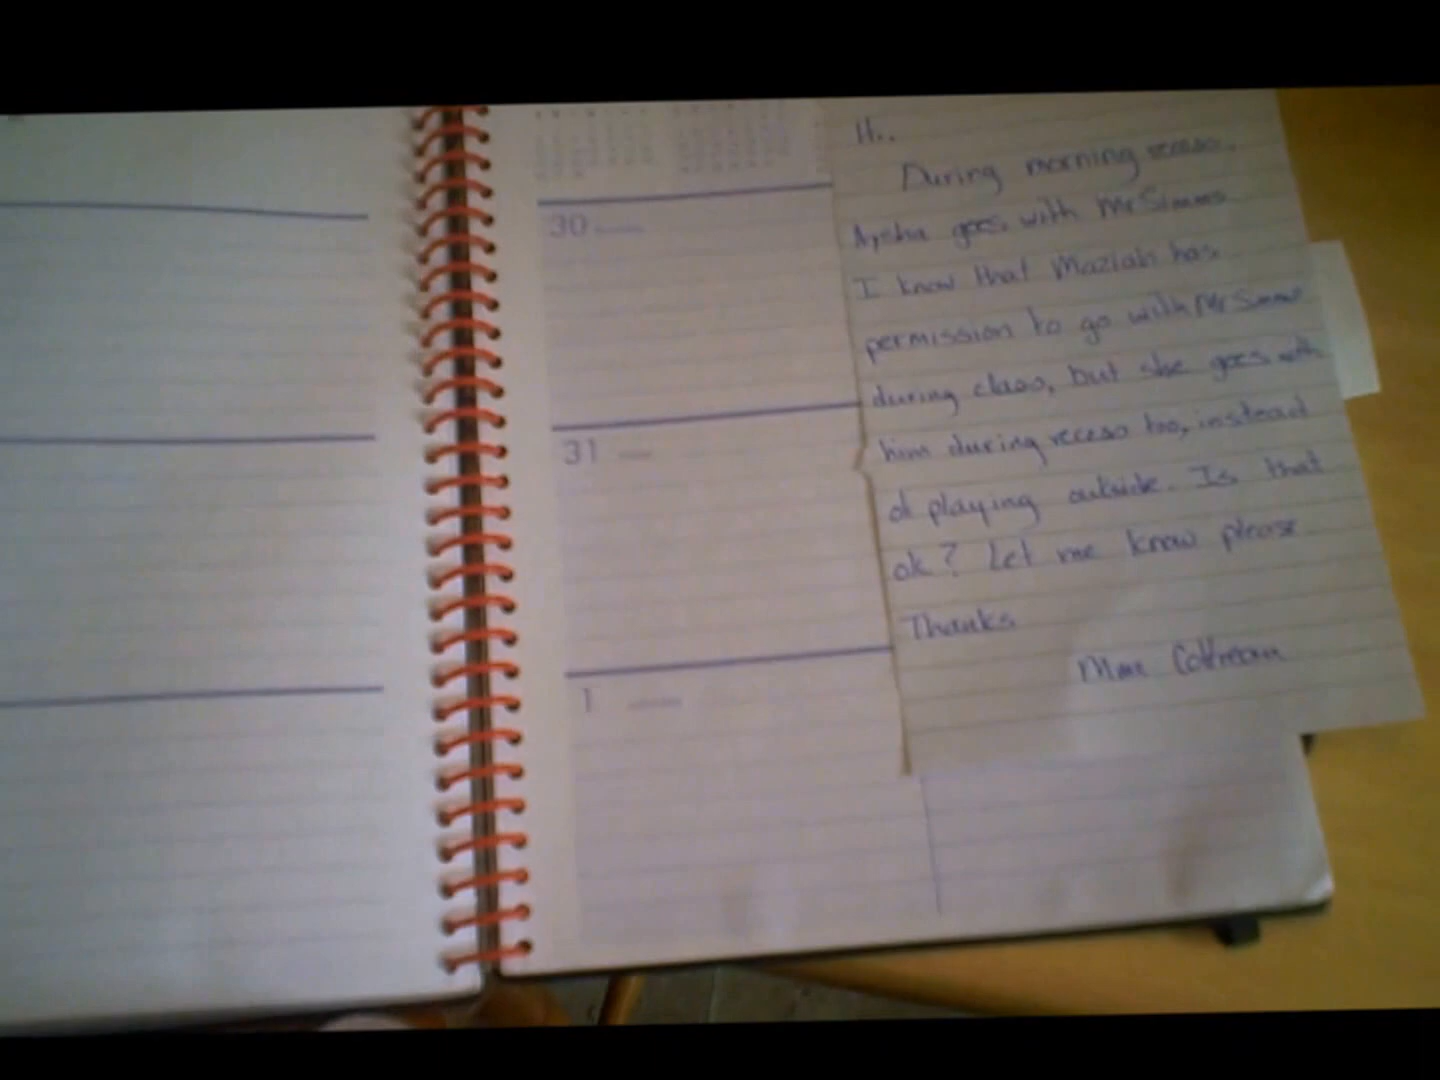 Hi.
During morning recess.
Aysha goes with Mr Simms
I know that Maziah has
permission to go with Mr Simms
during class, but she goes with
him during recess too, instead
of playing outside. Is that
ok? Let me know please
Thanks
Mme
30
31
1